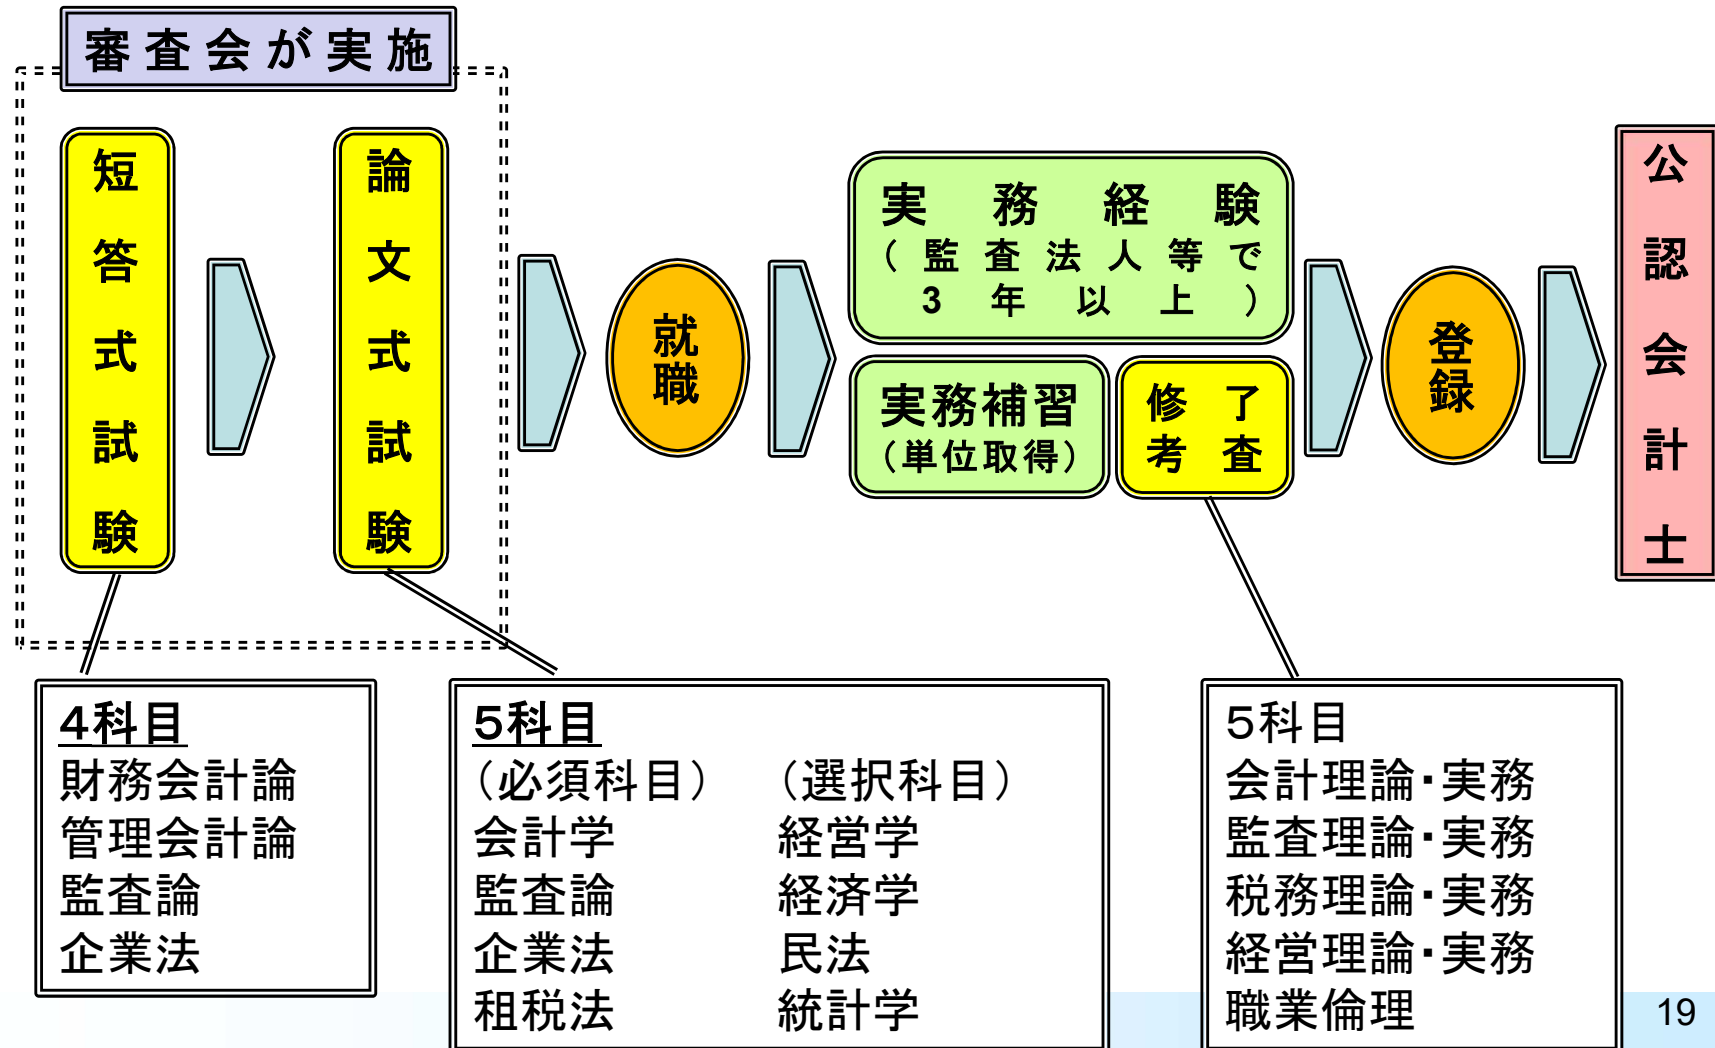 審査会が実施
短答式試験
論文式試験
就職
実務経験
（監査法人等で
3年以上）
実務補習
（単位取得）
修了
考査
登録
公認会計士
４科目
財務会計論
管理会計論
監査論
企業法
５科目
（必須科目） （選択科目）
会計学 経営学
監査論 経済学
企業法 民法
租税法 統計学
５科目
会計理論・実務
監査理論・実務
税務理論・実務
経営理論・実務
職業倫理
19